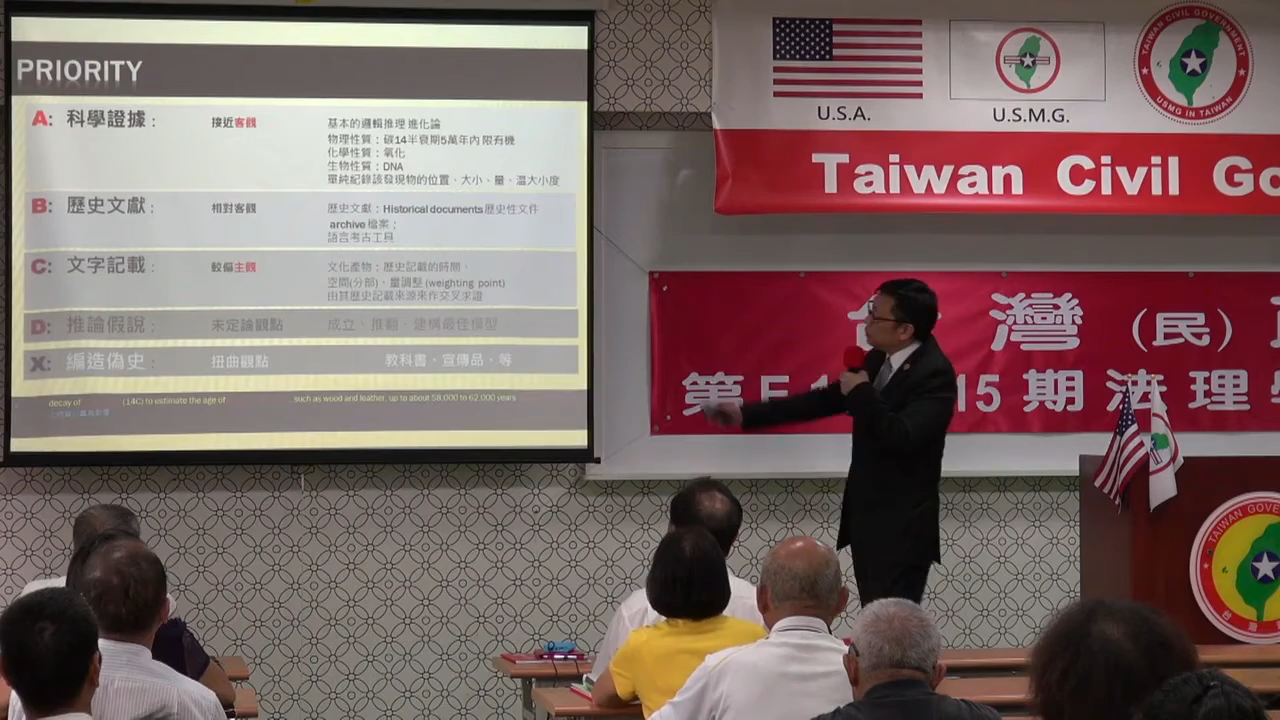 PRIORITY
A: 科學證據： 接近客觀 基本的邏輯推理 進化論
物理性質：碳14半衰期5萬年內 限有機
化學性質：氧化
生物性質：DNA
單純紀錄該發現物的位置、大小、量、溫大小度
B: 歷史文獻： 相對客觀 歷史文獻：Historical documents 歷史性文件
archive 檔案；
語言考古工具
C: 文字記載： 較偏主觀 文化產物：歷史記載的時間，
空間(分部)、量調整 (weighting point)
由其歷史記載來源來作交叉求證
D: 推論假說： 未定論觀點 成立、推翻、建構最佳模型
X: 編造偽史： 扭曲觀點 教科書，宣傳品，等
decay of (14C) to estimate the age of such as wood and leather, up to about 58,000 to 62,000 years
U.S.A.
U.S.M.G.
TAIWAN CIVIL GOVERNMENT
USMG IN TAIWAN
Taiwan Civil Go
台灣(民)
第E 15期法理學
TAIWAN GOVE
台灣